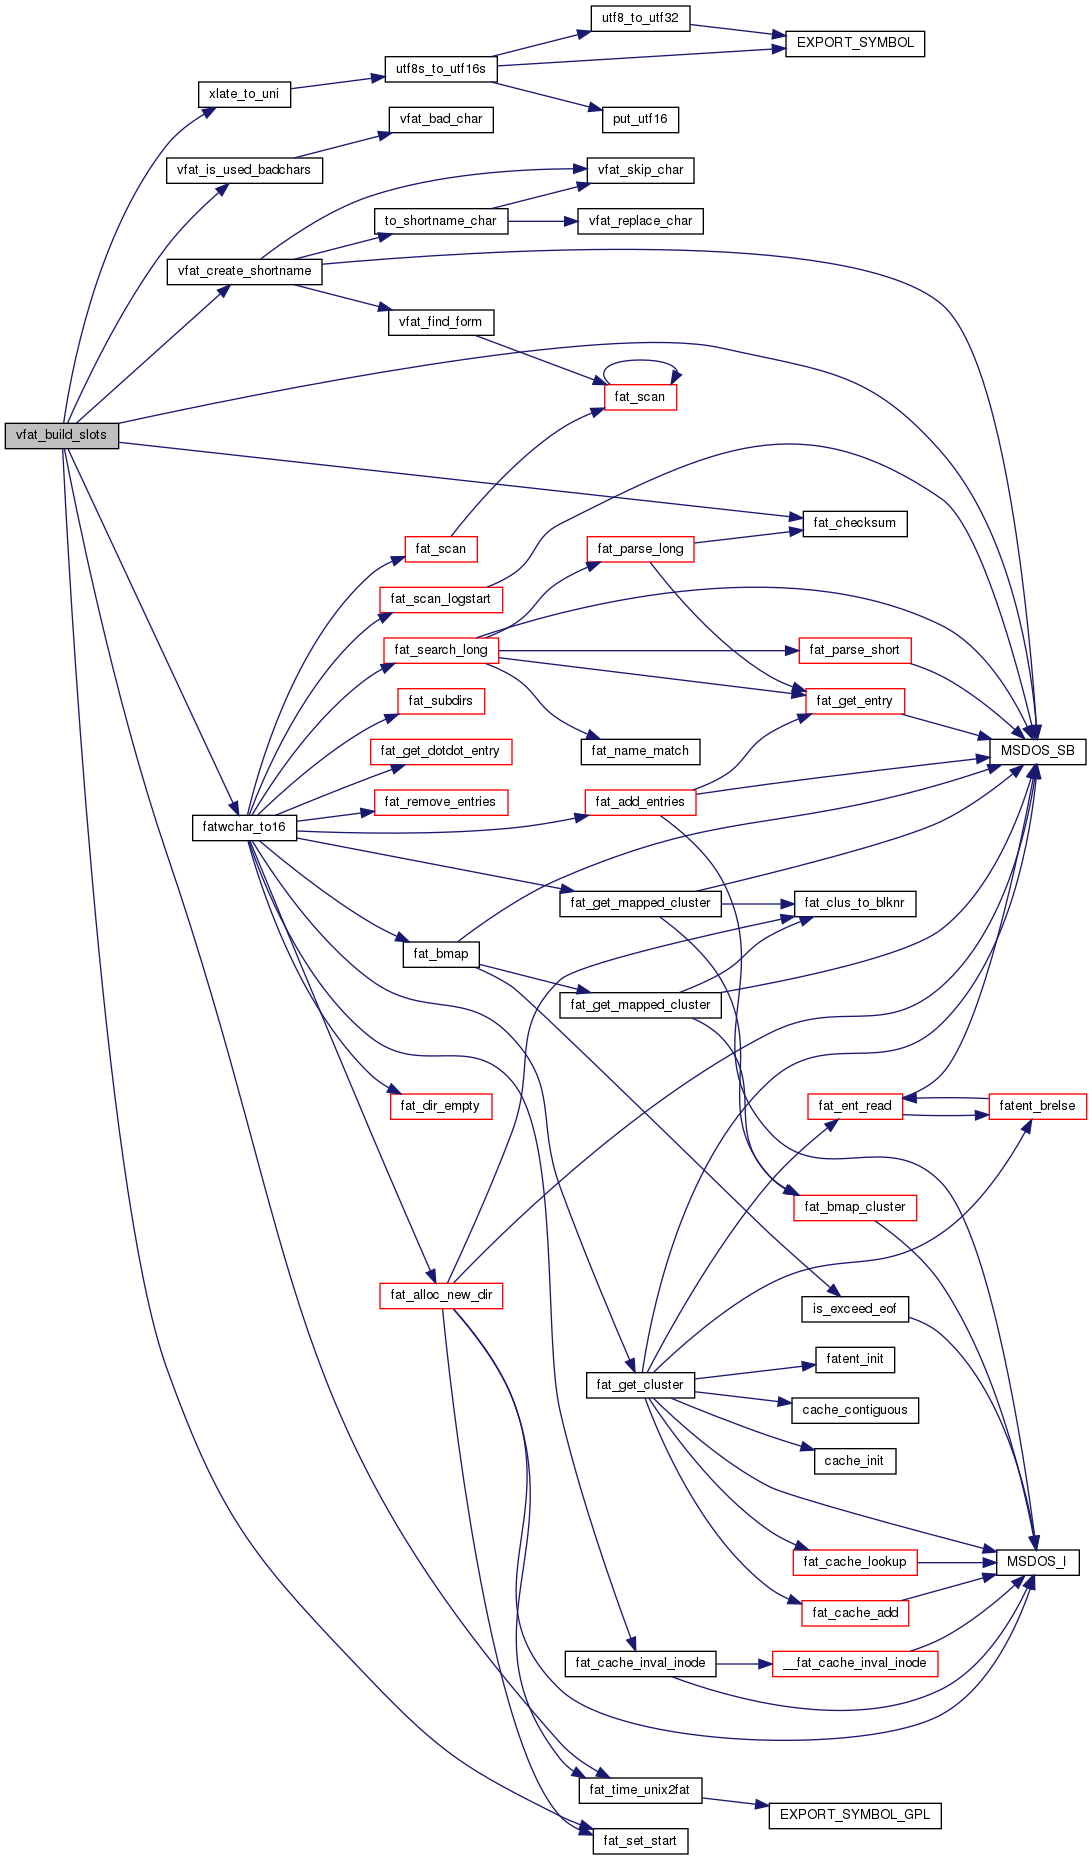 utf8_to_utf32
EXPORT_SYMBOL
utf8s_to_utf16s
xlate_to_uni
put_utf16
vfat_bad_char
vfat_is_used_badchars
vfat_skip_char
to_shortname_char
vfat_replace_char
vfat_create_shortname
vfat_find_form
fat_scan
vfat_build_slots
fat_checksum
fat_scan
fat_parse_long
fat_scan_logstart
fat_search_long
fat_parse_short
fat_subdirs
fat_get_entry
fat_get_dotdot_entry
fat_name_match
MSDOS_SB
fat_remove_entries
fat_add_entries
fatwchar_to16
fat_get_mapped_cluster
fat_clus_to_blknr
fat_bmap
fat_get_mapped_cluster
fat_dir_empty
fat_ent_read
fatent_brelse
fat_bmap_cluster
fat_alloc_new_dir
is_exceed_eof
fatent_init
fat_get_cluster
cache_contiguous
cache_init
fat_cache_lookup
MSDOS_I
fat_cache_add
fat_cache_inval_inode
__fat_cache_inval_inode
fat_time_unix2fat
EXPORT_SYMBOL_GPL
fat_set_start